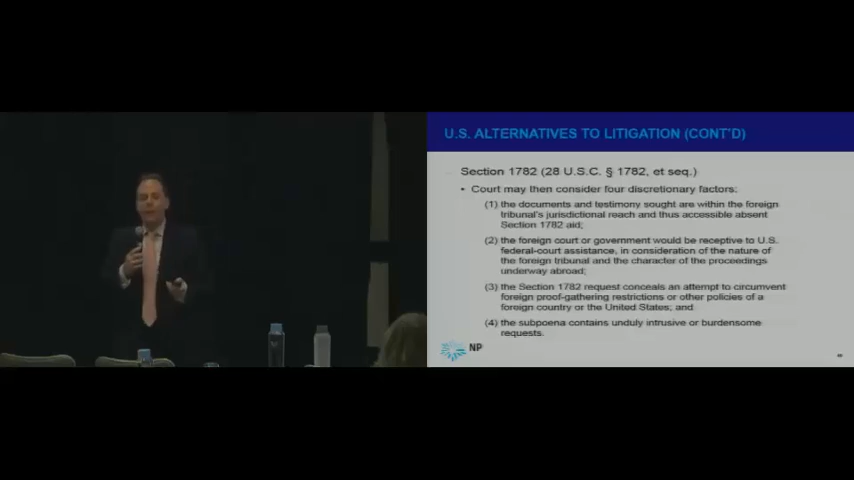 U.S. ALTERNATIVES TO LITIGATION (CONT'D)
Section 1782 (28 U.S.C. § 1782, et seq.)
• Court may then consider four discretionary factors:
(1) the documents and testimony sought are within the foreign
tribunal's jurisdictional reach and thus accessible absent
Section 1782 aid;
(2) the foreign court or government would be receptive to U.S.
federal-court assistance, in consideration of the nature of
the foreign tribunal and the character of the proceedings
underway abroad;
(3) the Section 1782 request conceals an attempt to circumvent
foreign proof-gathering restrictions or other policies of a
foreign country or the United States; and
(4) the subpoena contains unduly intrusive or burdensome
requests.
NP